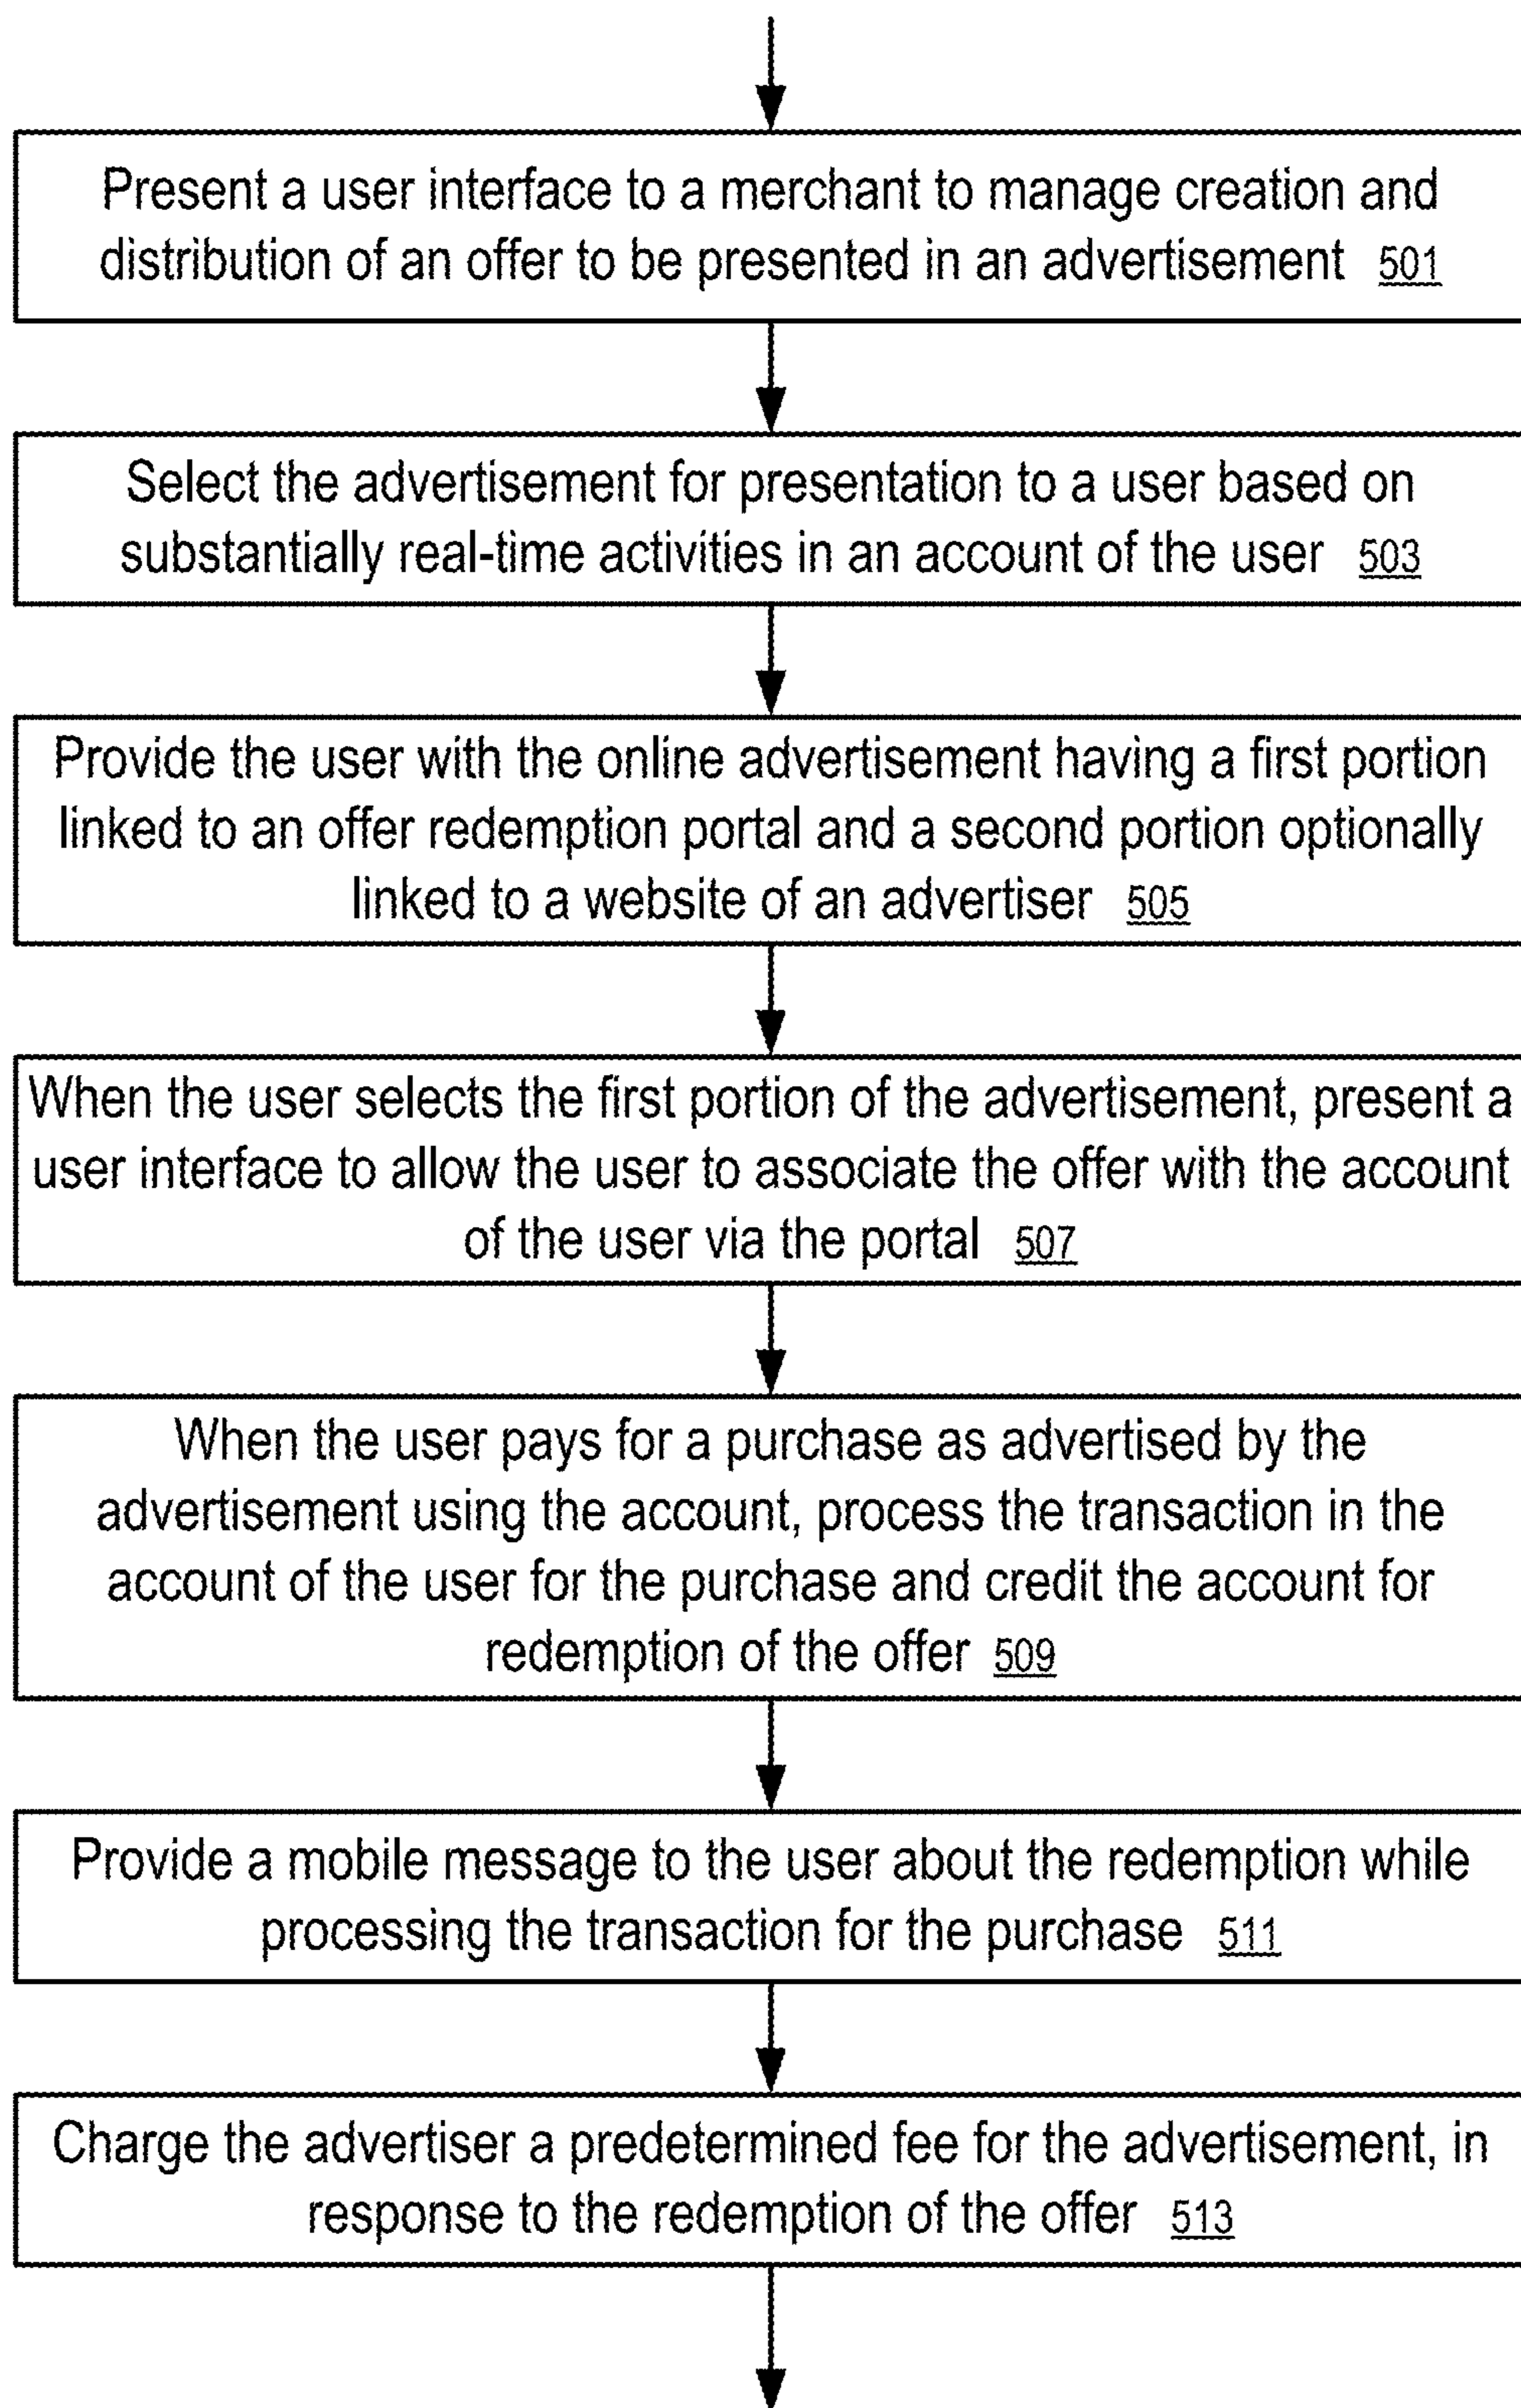 Present a user interface to a merchant to manage creation and
distribution of an offer to be presented in an advertisement 501
Select the advertisement for presentation to a user based on
substantially real-time activities in an account of the user 503
Provide the user with the online advertisement having a first portion
linked to an offer redemption portal and a second portion optionally
linked to a website of an advertiser 505
When the user selects the first portion of the advertisement, present a
user interface to allow the user to associate the offer with the account
of the user via the portal 507
When the user pays for a purchase as advertised by the
advertisement using the account, process the transaction in the
account of the user for the purchase and credit the account for
redemption of the offer 509
Provide a mobile message to the user about the redemption while
processing the transaction for the purchase 511
Charge the advertiser a predetermined fee for the advertisement, in
response to the redemption of the offer 513